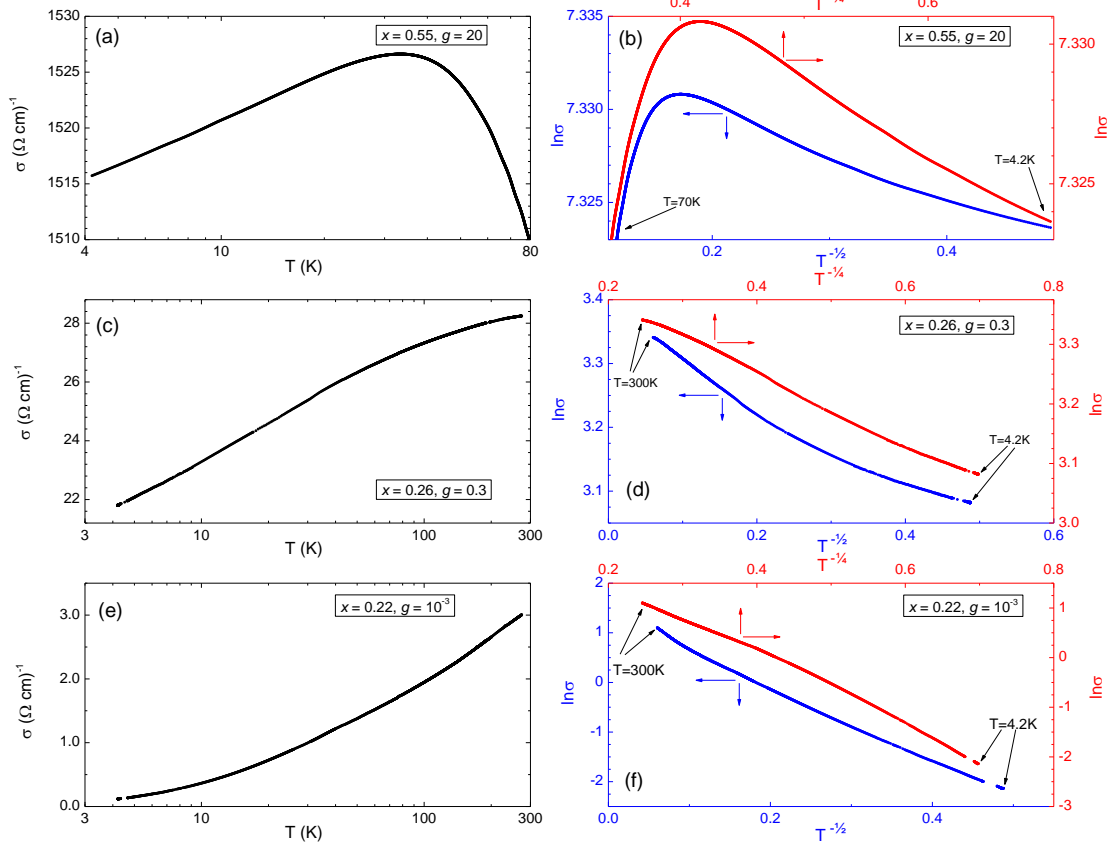 (a)
x = 0.55, g = 20
1530
1525
1520
1515
1510
σ (Ω cm)⁻¹
4
10
80
T (K)
T⁻¼
0.4
0.6
(b)
x = 0.55, g = 20
7.335
7.330
7.325
lnσ
7.330
7.325
lnσ
T=70K
T=4.2K
0.2
0.4
T⁻½
(c)
28
26
24
22
σ (Ω cm)⁻¹
x = 0.26, g = 0.3
3
10
100
300
T (K)
T⁻¼
0.2
0.4
0.6
0.8
x = 0.26, g = 0.3
3.4
3.3
3.2
3.1
lnσ
3.3
3.2
3.1
3.0
lnσ
T=300K
T=4.2K
(d)
0.0
0.2
0.4
0.6
T⁻½
(e)
x = 0.22, g = 10⁻³
3.0
2.0
1.0
0.0
σ (Ω cm)⁻¹
3
10
100
300
T (K)
T⁻¼
0.2
0.4
0.6
0.8
x = 0.22, g = 10⁻³
2
1
0
-1
-2
lnσ
1
0
-1
-2
-3
lnσ
T=300K
T=4.2K
(f)
0.0
0.2
0.4
T⁻½